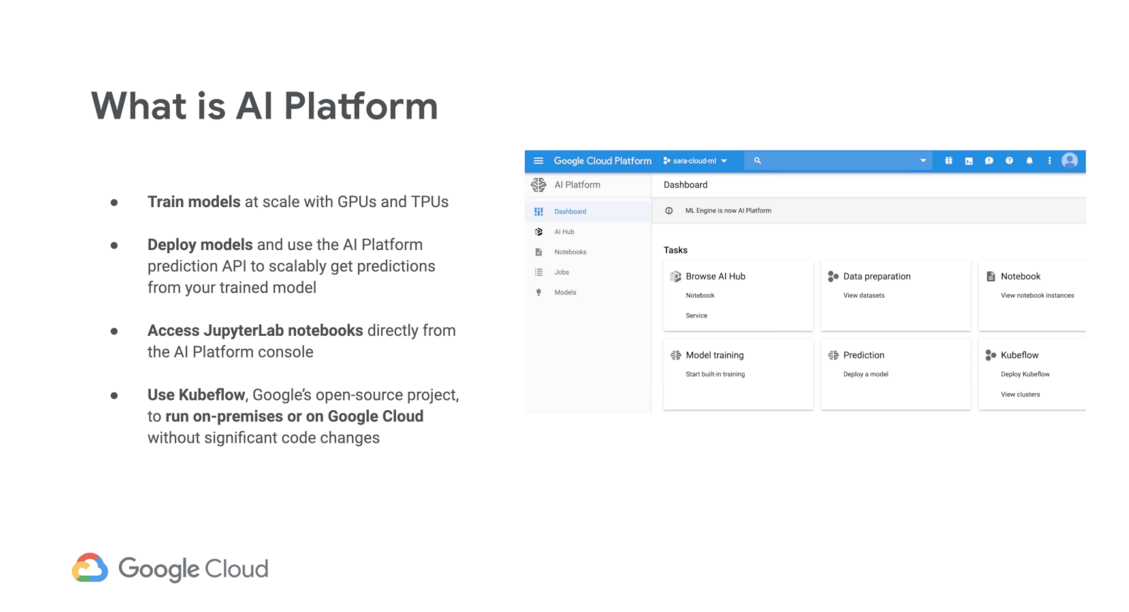 What is AI Platform
● Train models at scale with GPUs and TPUs
● Deploy models and use the AI Platform
prediction API to scalably get predictions
from your trained model
● Access JupyterLab notebooks directly from
the AI Platform console
● Use Kubeflow, Google's open-source project,
to run on-premises or on Google Cloud
without significant code changes
Google Cloud Platform
sara-cloud-ml
AI Platform
Dashboard
AI Hub
Notebooks
Jobs
Models
Dashboard
ML Engine is now AI Platform
Tasks
Browse AI Hub
Notebook
Service
Data preparation
View datasets
Notebook
View notebook instances
Model training
Start built-in training
Prediction
Deploy a model
Kubeflow
Deploy Kubeflow
View clusters
Google Cloud